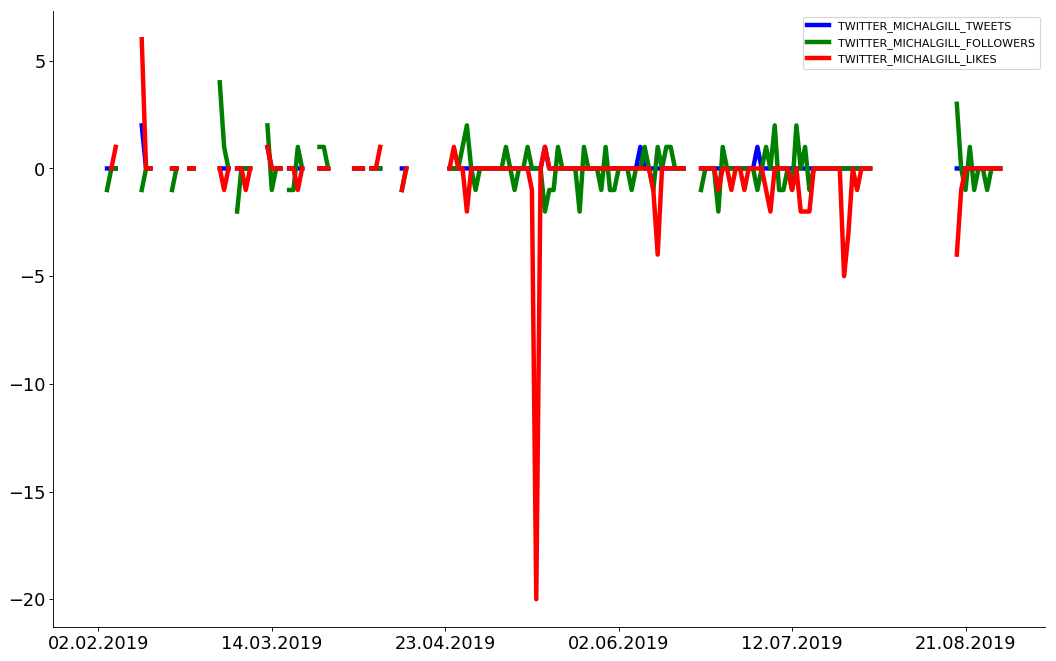 TWITTER_MICHALGILL_TWEETS
TWITTER_MICHALGILL_FOLLOWERS
TWITTER_MICHALGILL_LIKES
5
0
−5
−10
−15
−20
02.02.2019 14.03.2019 23.04.2019 02.06.2019 12.07.2019 21.08.2019